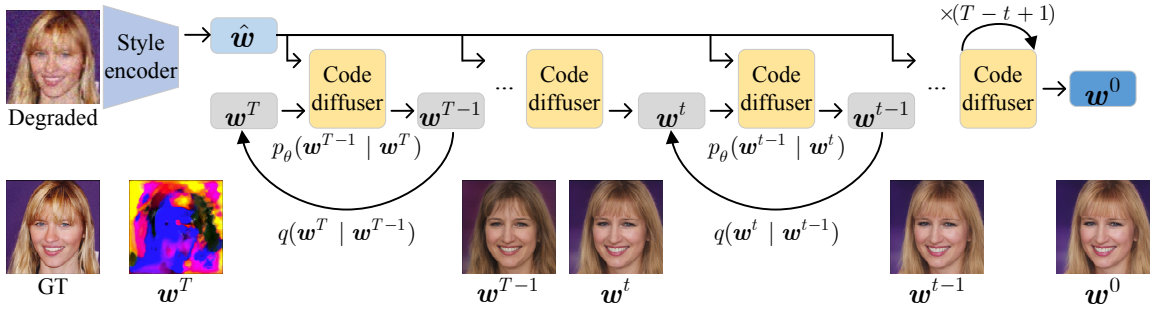 ×(T − t + 1)
Style encoder
ŵ
Code diffuser
...
Code diffuser
Code diffuser
...
Code diffuser
w^0
w^T
w^{T−1}
w^t
w^{t−1}
Degraded
p_θ(w^{T−1} | w^T)
p_θ(w^{t−1} | w^t)
q(w^T | w^{T−1})
q(w^t | w^{t−1})
GT
w^T
w^{T−1}
w^t
w^{t−1}
w^0